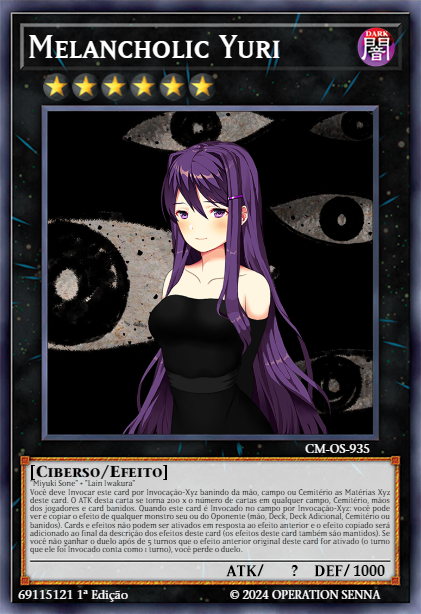 Melancholic Yuri
DARK
闇
CM-OS-935
[Ciberso/Efeito]
"Miyuki Sone" + "Lain Iwakura"
Você deve Invocar este card por Invocação-Xyz banindo da mão, campo ou Cemitério as Matérias Xyz
deste card. O ATK desta carta se torna 200 x o número de cartas em qualquer campo, Cemitério, mãos
dos jogadores e card banidos. Quando este card é Invocado no campo por Invocação-Xyz: você pode
ver e copiar o efeito de qualquer monstro seu ou do Oponente (mão, Deck, Deck Adicional, Cemitério ou
banidos). Cards e efeitos não podem ser ativados em resposta ao efeito anterior e o efeito copiado será
adicionado ao final da descrição dos efeitos deste card (os efeitos deste card também são mantidos). Se
você não ganhar o duelo após de 5 turnos que o efeito anterior original deste card for ativado (o turno
que ele foi Invocado conta como 1 turno), você perde o duelo.
ATK/ ? DEF/1000
69115121 1ª Edição
© 2024 OPERATION SENNA